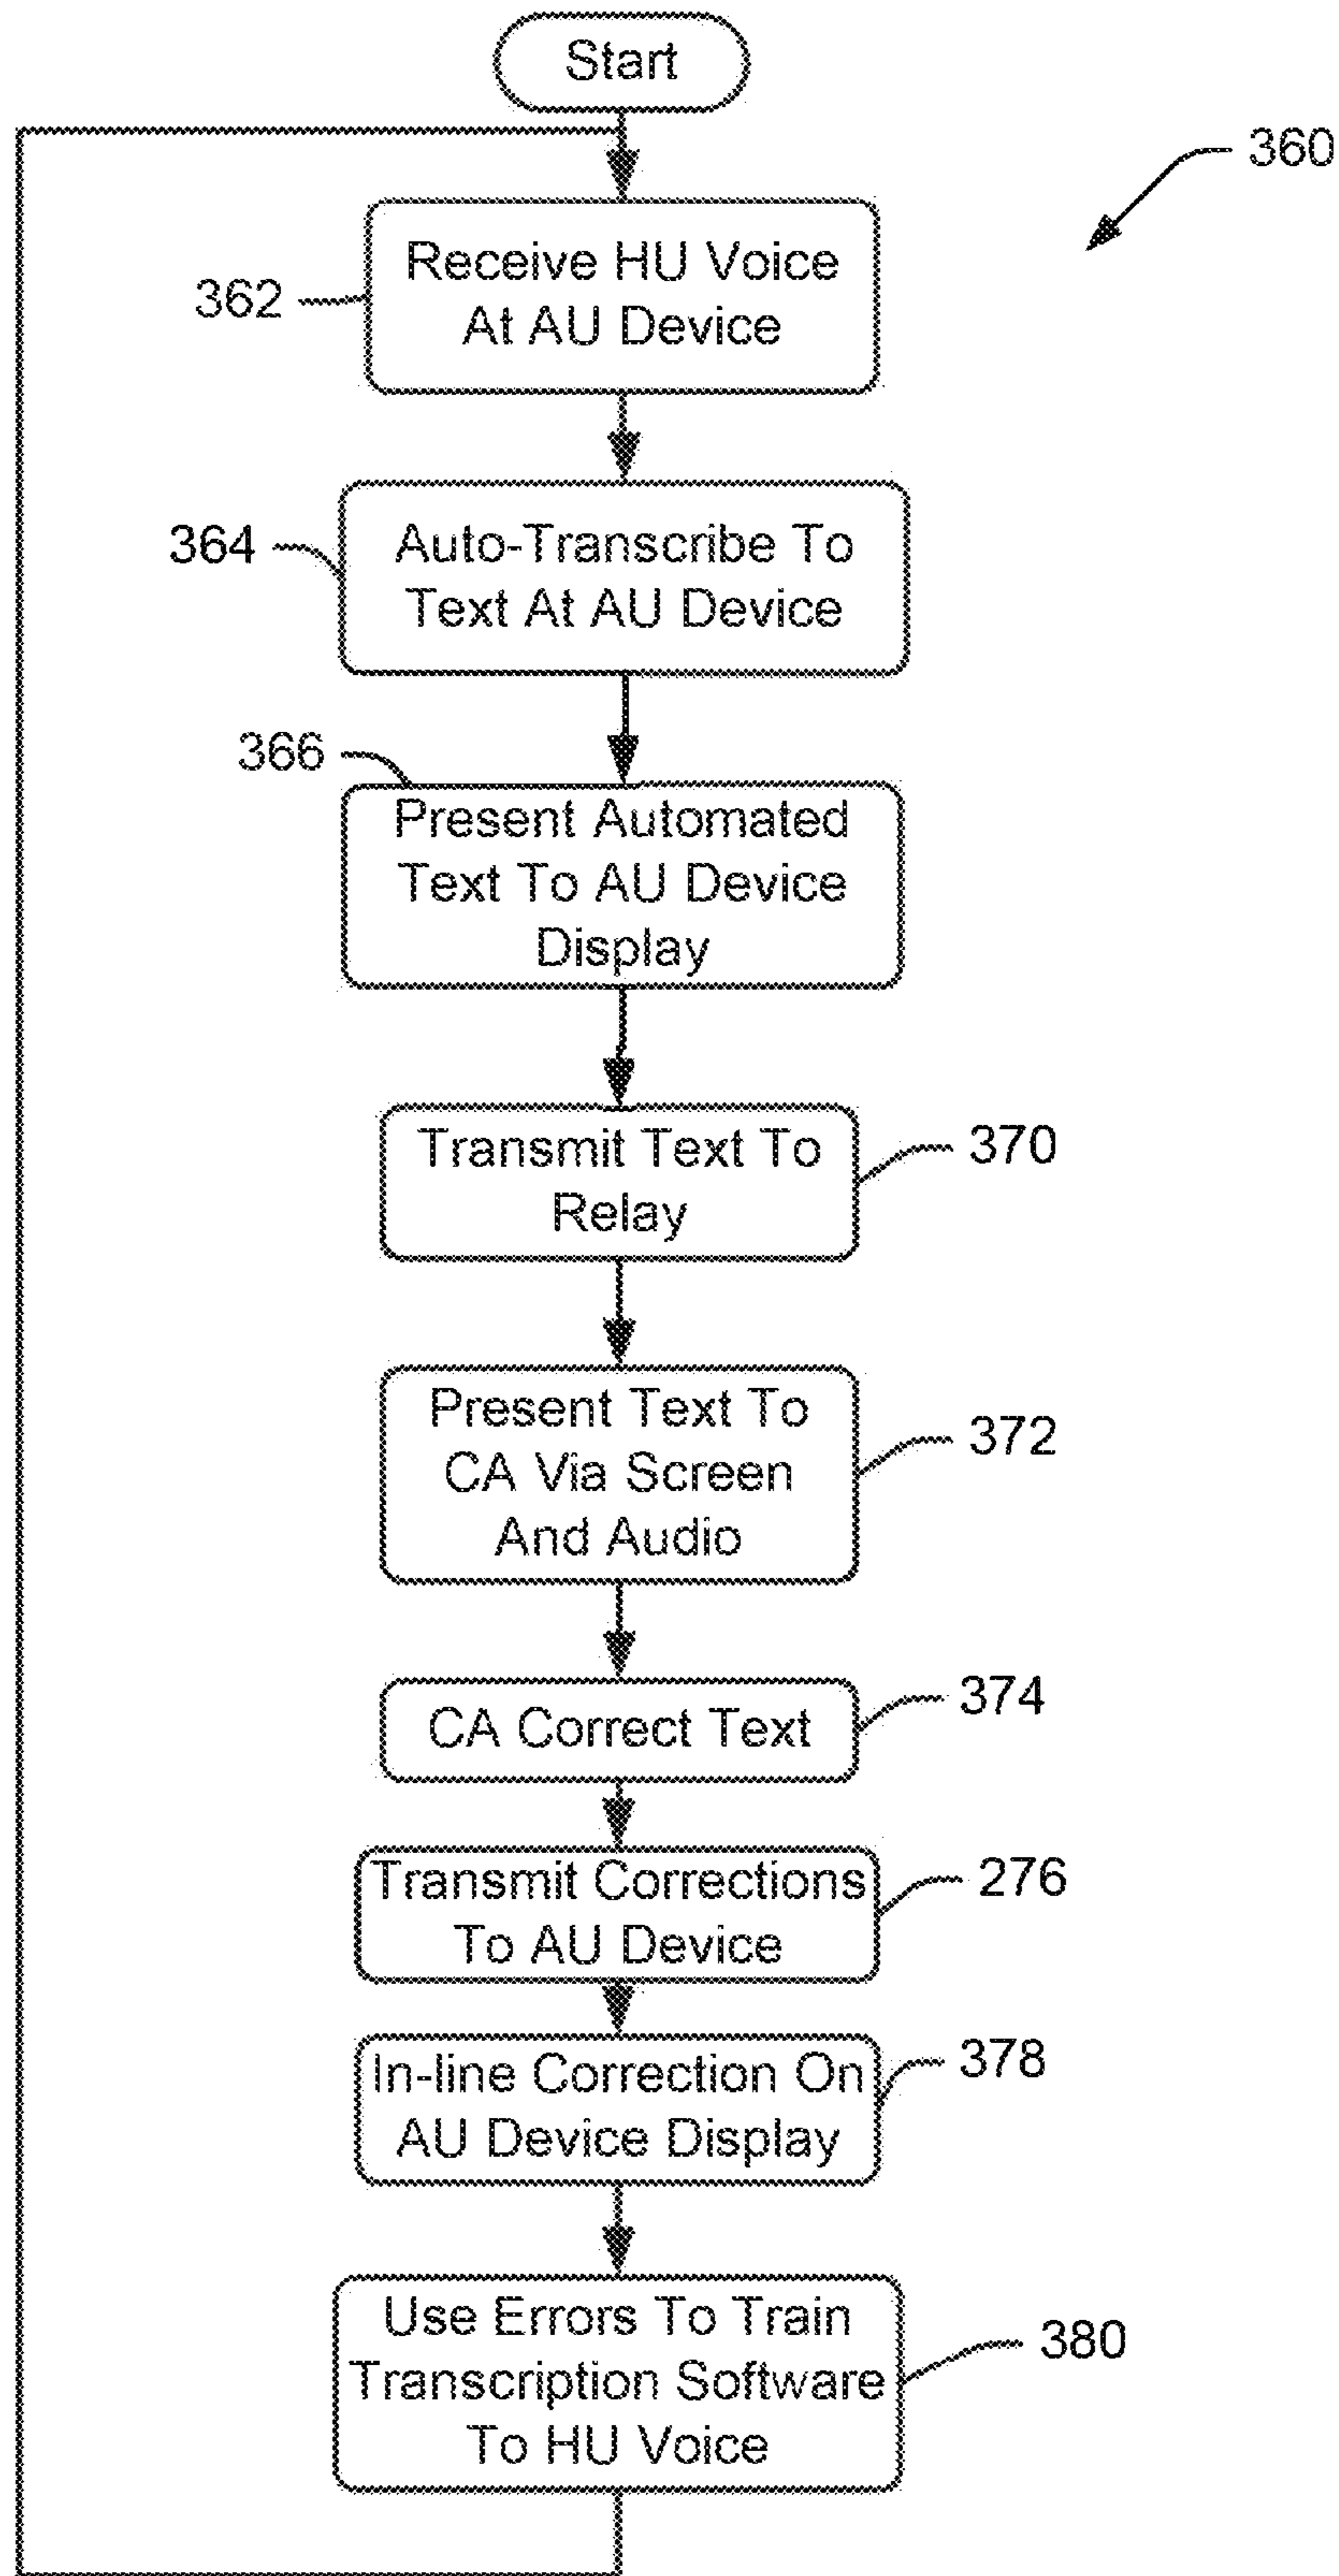 Start
360
Receive HU Voice
At AU Device
362
Auto-Transcribe To
Text At AU Device
364
366
Present Automated
Text To AU Device
Display
Transmit Text To
Relay
370
Present Text To
CA Via Screen
And Audio
372
CA Correct Text
374
Transmit Corrections
To AU Device
276
In-line Correction On
AU Device Display
378
Use Errors To Train
Transcription Software
To HU Voice
380